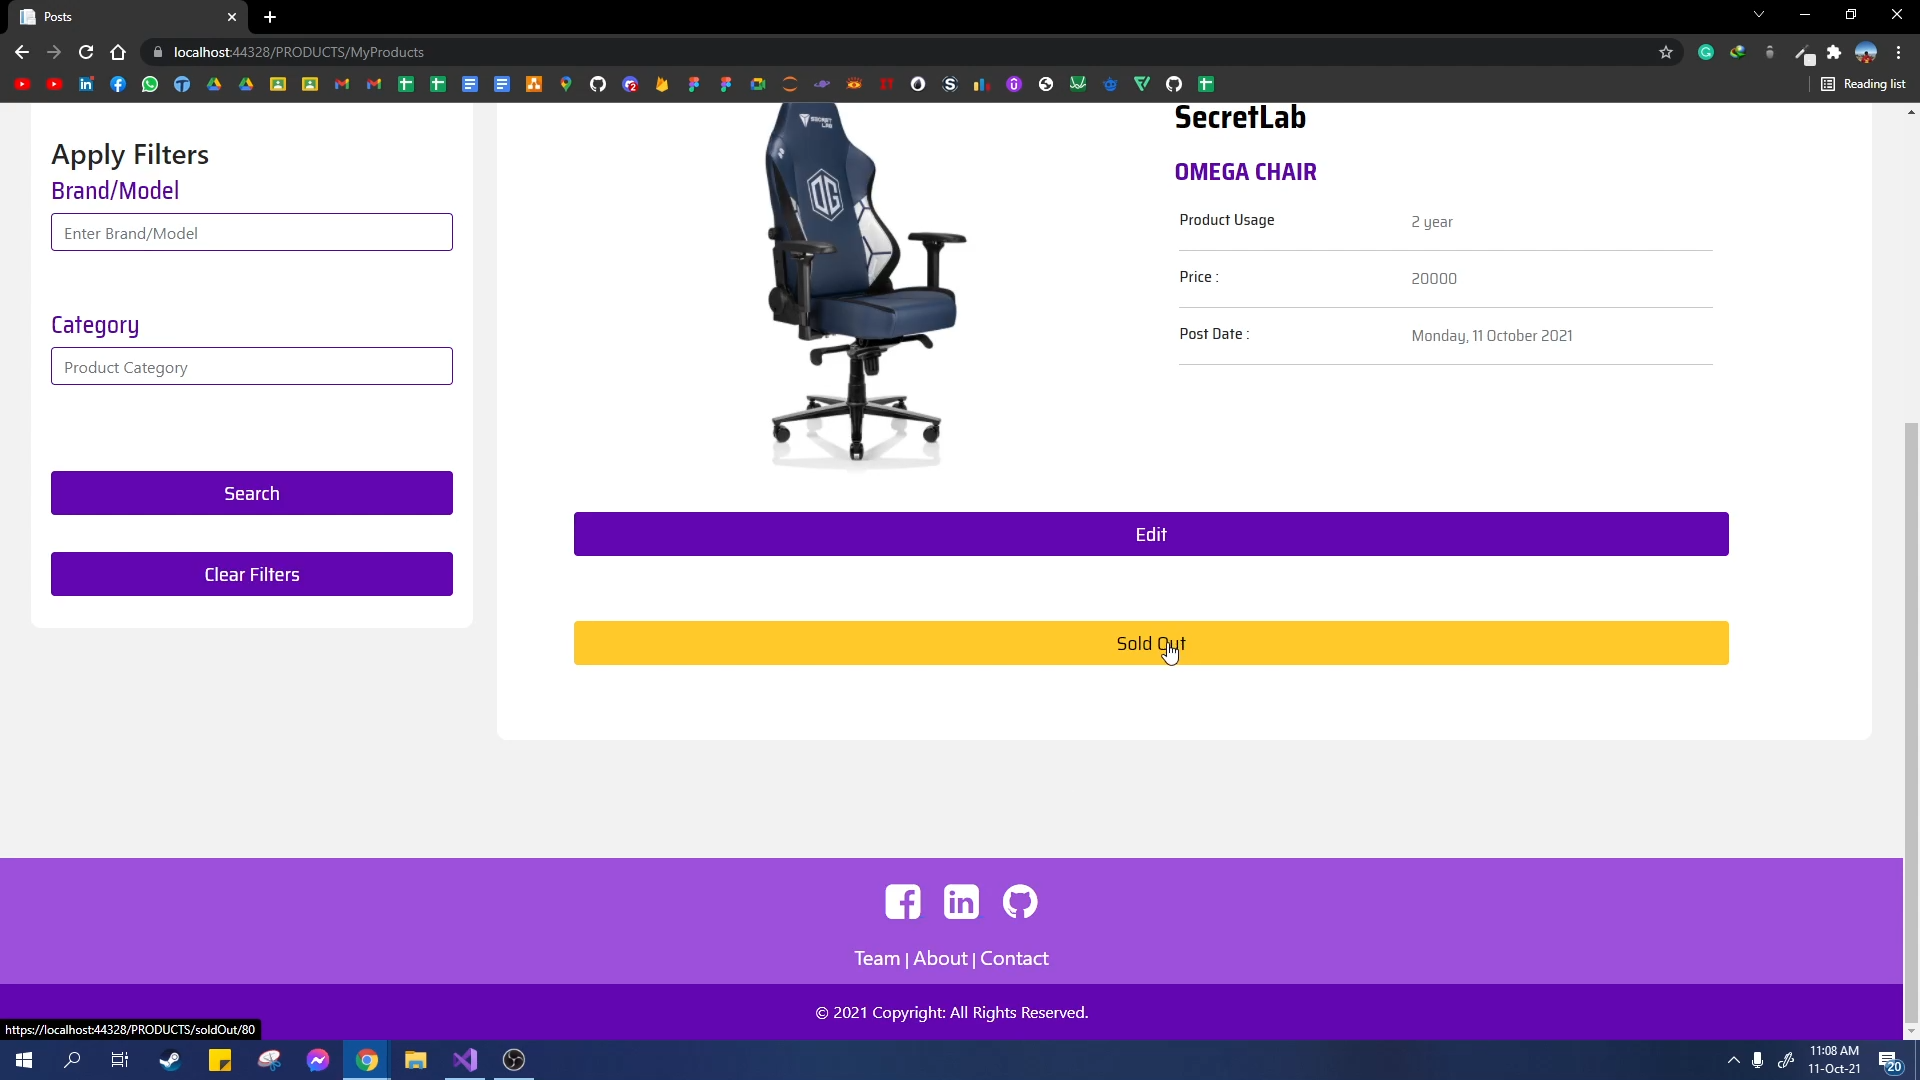 Posts
localhost:44328/PRODUCTS/MyProducts
Reading list
Apply Filters
Brand/Model
Enter Brand/Model
Category
Product Category
Search
Clear Filters
SECRET
LAB
OG
SecretLab
OMEGA CHAIR
Product Usage 2 year
Price : 20000
Post Date : Monday, 11 October 2021
Edit
Sold Out
Team | About | Contact
© 2021 Copyright: All Rights Reserved.
https://localhost:44328/PRODUCTS/soldOut/80
11:08 AM
11-Oct-21
20